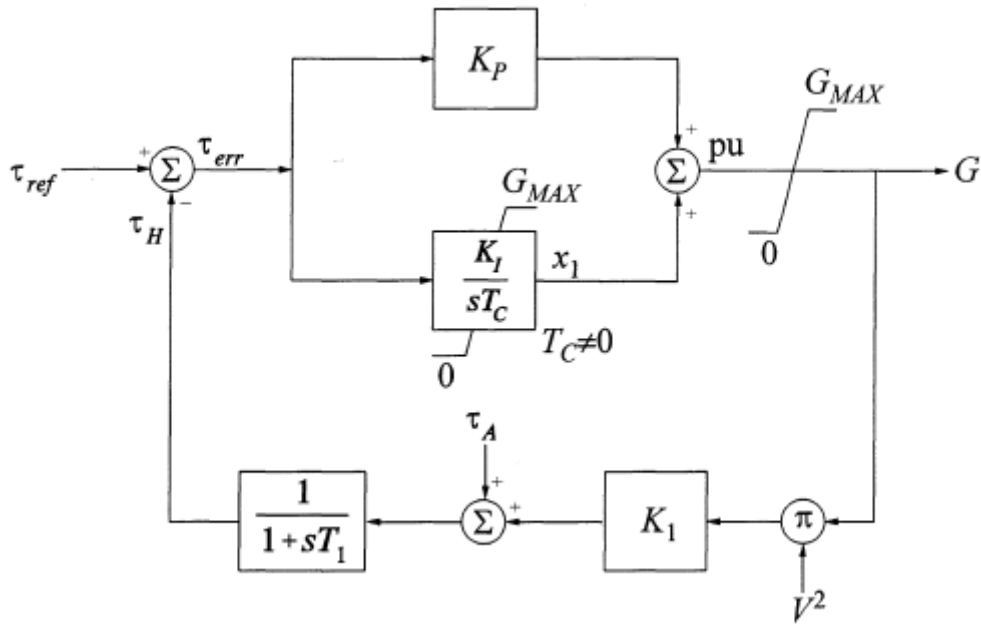 K_P
G_MAX
+
τ_ref
Σ
τ_err
+
pu
Σ
G
−
τ_H
G_MAX
+
0
K_I
sT_C
x_1
T_C≠0
0
τ_A
+
1
1+sT_1
Σ
+
K_1
π
V²